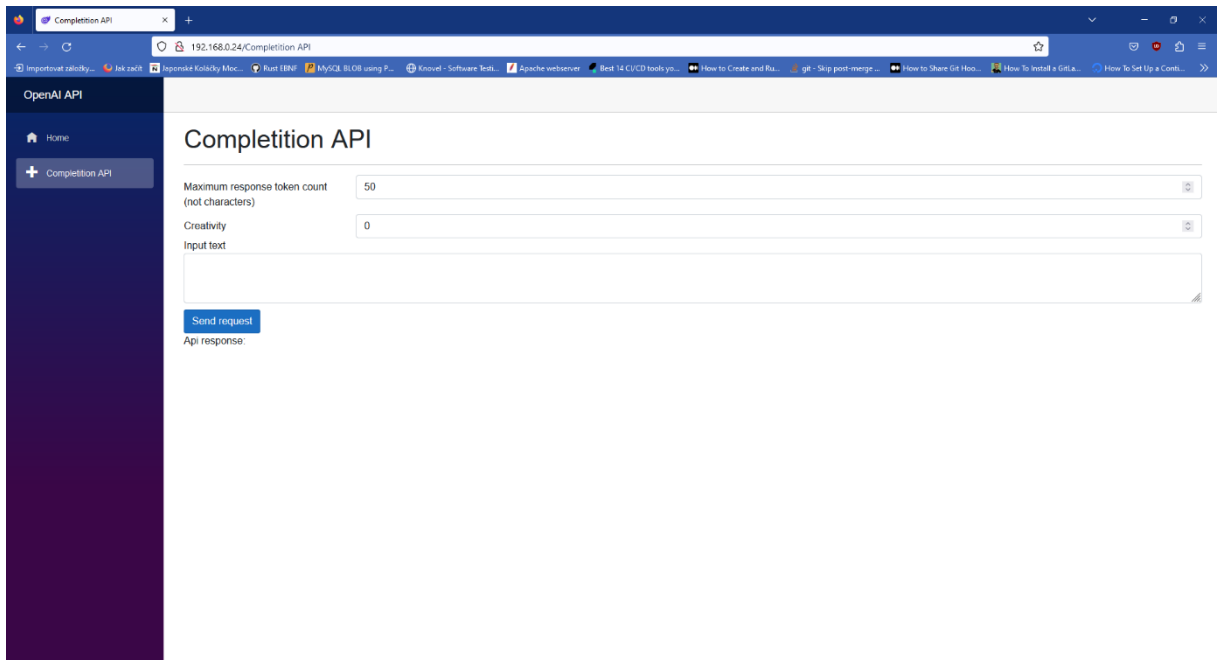 Completition API
192.168.0.24/Completition API
Importovat záložky... Jak začít Japonské Koláčky Moc... Rust EBNF MySQL BLOB using P... Knovel - Software Testi... Apache webserver Best 14 CI/CD tools yo... How to Create and Ru... git - Skip post-merge ... How to Share Git Hoo... How To Install a GitLa... How To Set Up a Conti...
OpenAI API
Home
Completition API
Completition API
Maximum response token count
(not characters)
50
Creativity
0
Input text
Send request
Api response: